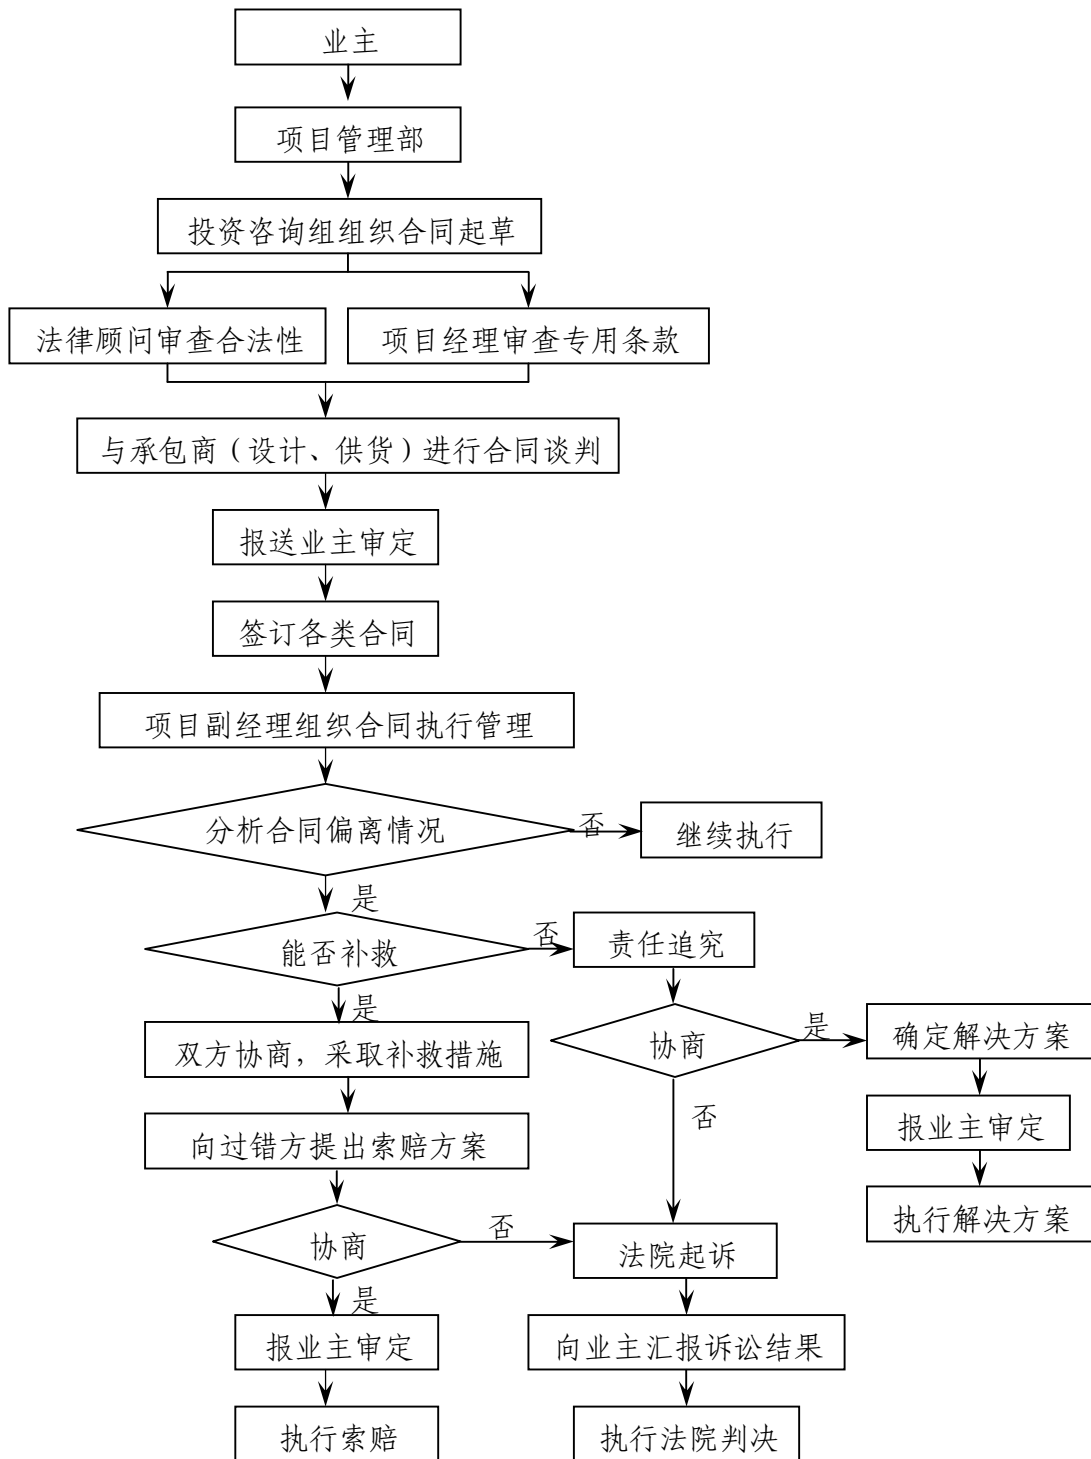 业主
项目管理部
投资咨询组组织合同起草
法律顾问审查合法性
项目经理审查专用条款
与承包商（设计、供货）进行合同谈判
报送业主审定
签订各类合同
项目副经理组织合同执行管理
分析合同偏离情况
否
继续执行
是
能否补救
否
责任追究
是
双方协商，采取补救措施
协商
是
确定解决方案
否
报业主审定
向过错方提出索赔方案
执行解决方案
协商
否
法院起诉
是
报业主审定
向业主汇报诉讼结果
执行索赔
执行法院判决